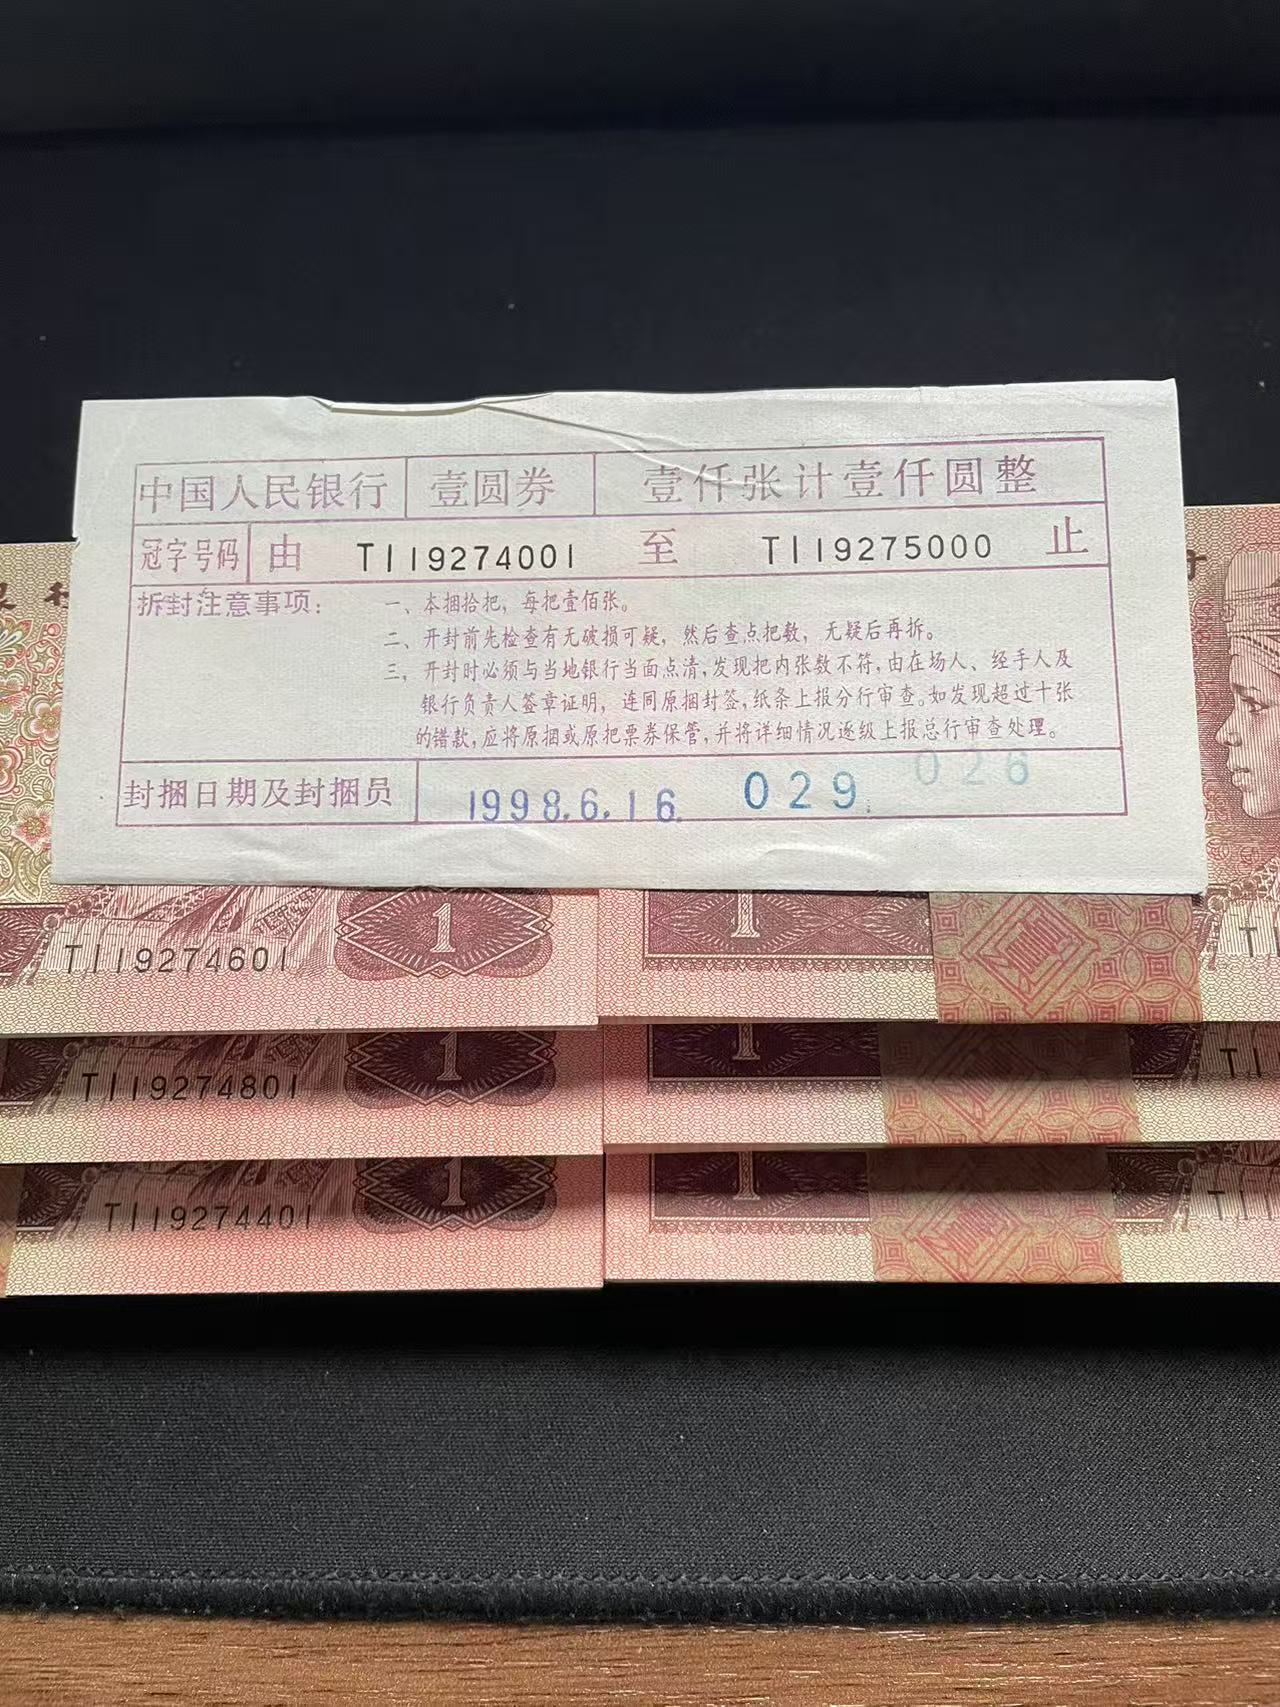 中国人民银行 壹圆券 壹仟张计壹仟圆整
冠字号码 由 TI19274001 至 TI19275000 止
拆封注意事项：
一、本捆拾把，每把壹佰张。
二、开封前先检查有无破损可疑，然后查点把数，无疑后再拆。
三、开封时必须与当地银行当面点清，发现把内张数不符，由在场人、经手人及
银行负责人签章证明，连同原捆封签，纸条上报分行审查。如发现超过十张
的错款，应将原捆或原把票券保管，并将详细情况逐级上报总行审查处理。
封捆日期及封捆员 1998.6.16. 029. 026
TI19274601 1 1 TI
TI19274801 1 1 TI
TI19274401 1 1 TI